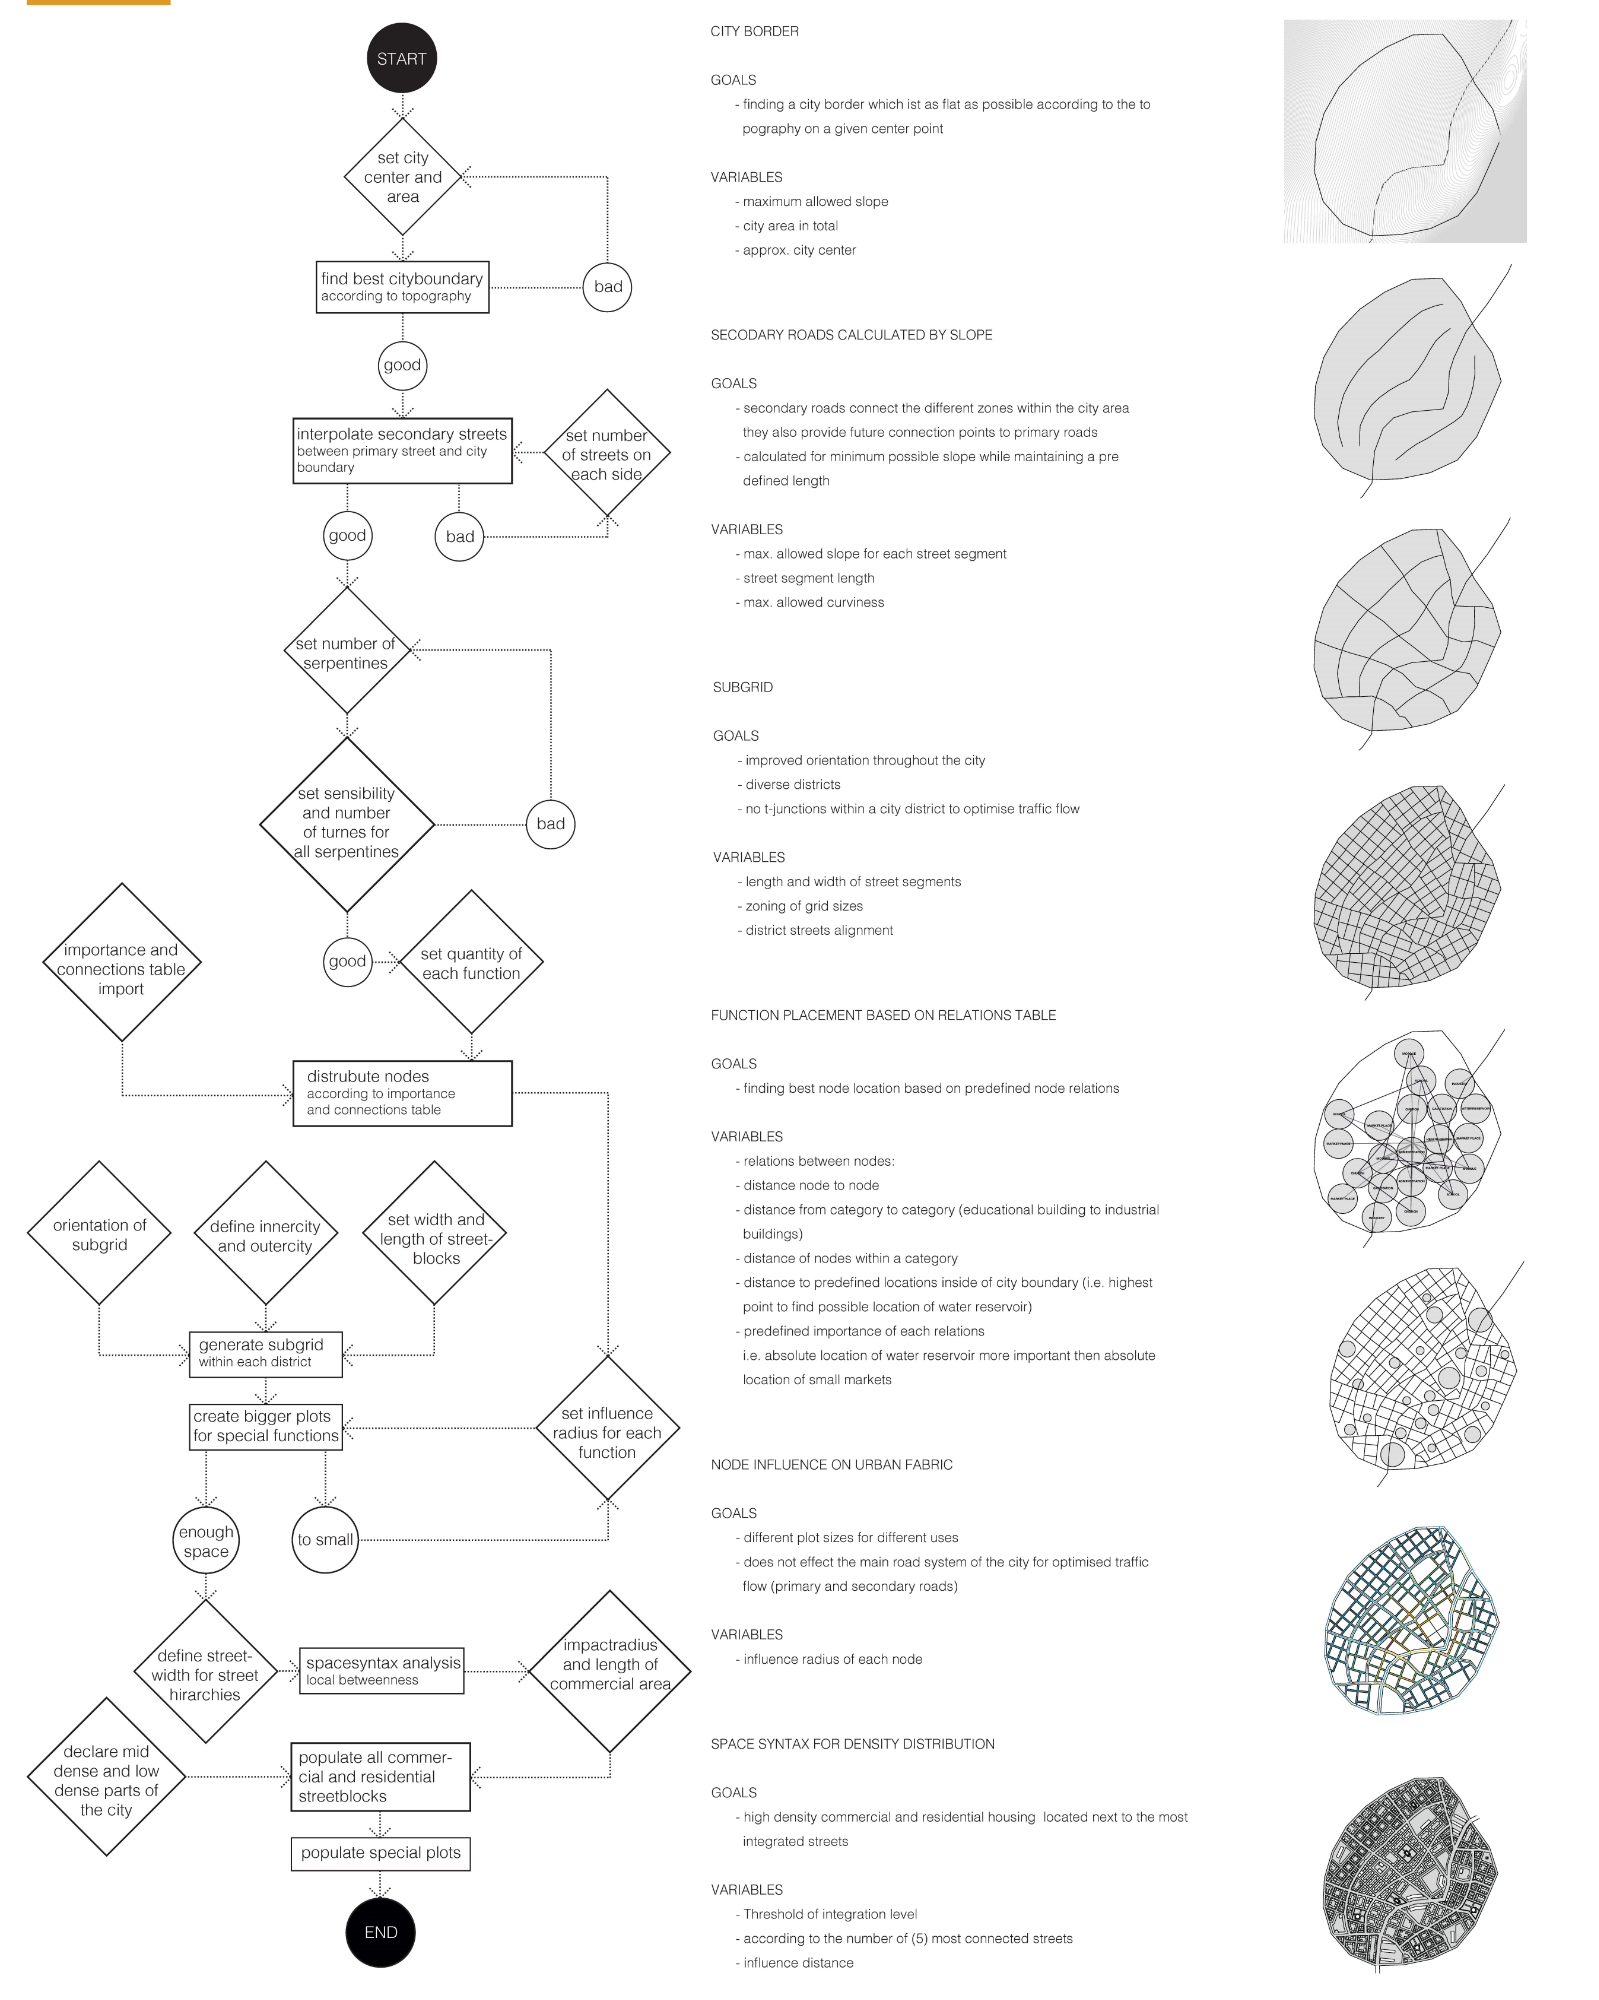 START
set city
center and
area
find best cityboundary
according to topography
bad
good
interpolate secondary streets
between primary street and city
boundary
set number
of streets on
each side
good
bad
set number of
serpentines
set sensibility
and number
of turnes for
all serpentines
bad
importance and
connections table
import
good
set quantity of
each function
distrubute nodes
according to importance
and connections table
orientation of
subgrid
define innercity
and outercity
set width and
length of street-
blocks
generate subgrid
within each district
create bigger plots
for special functions
set influence
radius for each
function
enough
space
to small
define street-
width for street
hirarchies
spacesyntax analysis
local betweenness
impactradius
and length of
commercial area
declare mid
dense and low
dense parts of
the city
populate all commer-
cial and residential
streetblocks
populate special plots
END
CITY BORDER
GOALS
- finding a city border which ist as flat as possible according to the to
pography on a given center point
VARIABLES
- maximum allowed slope
- city area in total
- approx. city center
SECODARY ROADS CALCULATED BY SLOPE
GOALS
- secondary roads connect the different zones within the city area
they also provide future connection points to primary roads
- calculated for minimum possible slope while maintaining a pre
defined length
VARIABLES
- max. allowed slope for each street segment
- street segment length
- max. allowed curviness
SUBGRID
GOALS
- improved orientation throughout the city
- diverse districts
- no t-junctions within a city district to optimise traffic flow
VARIABLES
- length and width of street segments
- zoning of grid sizes
- district streets alignment
FUNCTION PLACEMENT BASED ON RELATIONS TABLE
GOALS
- finding best node location based on predefined node relations
VARIABLES
- relations between nodes:
- distance node to node
- distance from category to category (educational building to industrial
buildings)
- distance of nodes within a category
- distance to predefined locations inside of city boundary (i.e. highest
point to find possible location of water reservoir)
- predefined importance of each relations
i.e. absolute location of water reservoir more important then absolute
location of small markets
NODE INFLUENCE ON URBAN FABRIC
GOALS
- different plot sizes for different uses
- does not effect the main road system of the city for optimised traffic
flow (primary and secondary roads)
VARIABLES
- influence radius of each node
SPACE SYNTAX FOR DENSITY DISTRIBUTION
GOALS
- high density commercial and residential housing located next to the most
integrated streets
VARIABLES
- Threshold of integration level
- according to the number of (5) most connected streets
- influence distance